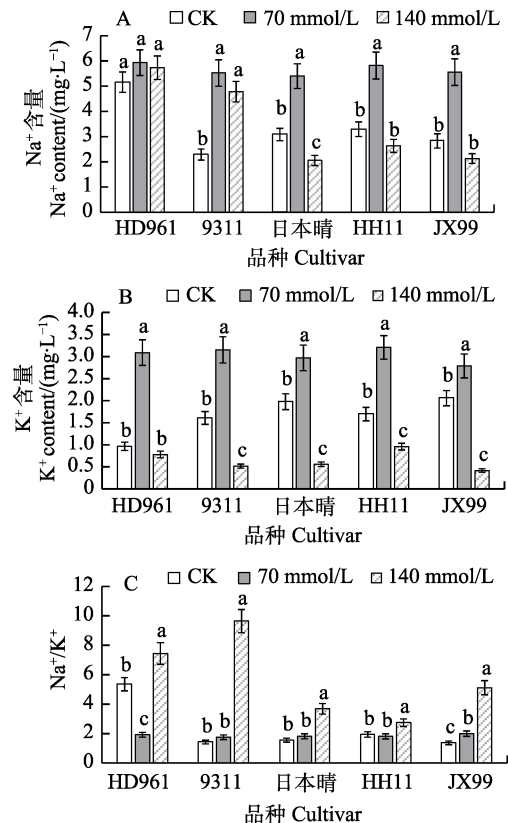 A □ CK ■ 70 mmol/L ▨ 140 mmol/L
Na⁺ 含量
Na⁺ content/(mg·L⁻¹)
7
6
5
4
3
2
1
0
a a a b a a b a c b a b b a b
HD961 9311 日本晴 HH11 JX99
品种 Cultivar
B □ CK ■ 70 mmol/L ▨ 140 mmol/L
K⁺ 含量
K⁺ content/(mg·L⁻¹)
4.0
3.5
3.0
2.5
2.0
1.5
1.0
0.5
0
b a b b a c b a c b a c b a c
HD961 9311 日本晴 HH11 JX99
品种 Cultivar
C □ CK ■ 70 mmol/L ▨ 140 mmol/L
Na⁺/K⁺
12
10
8
6
4
2
0
b c a b b a b b a b b a c b a
HD961 9311 日本晴 HH11 JX99
品种 Cultivar